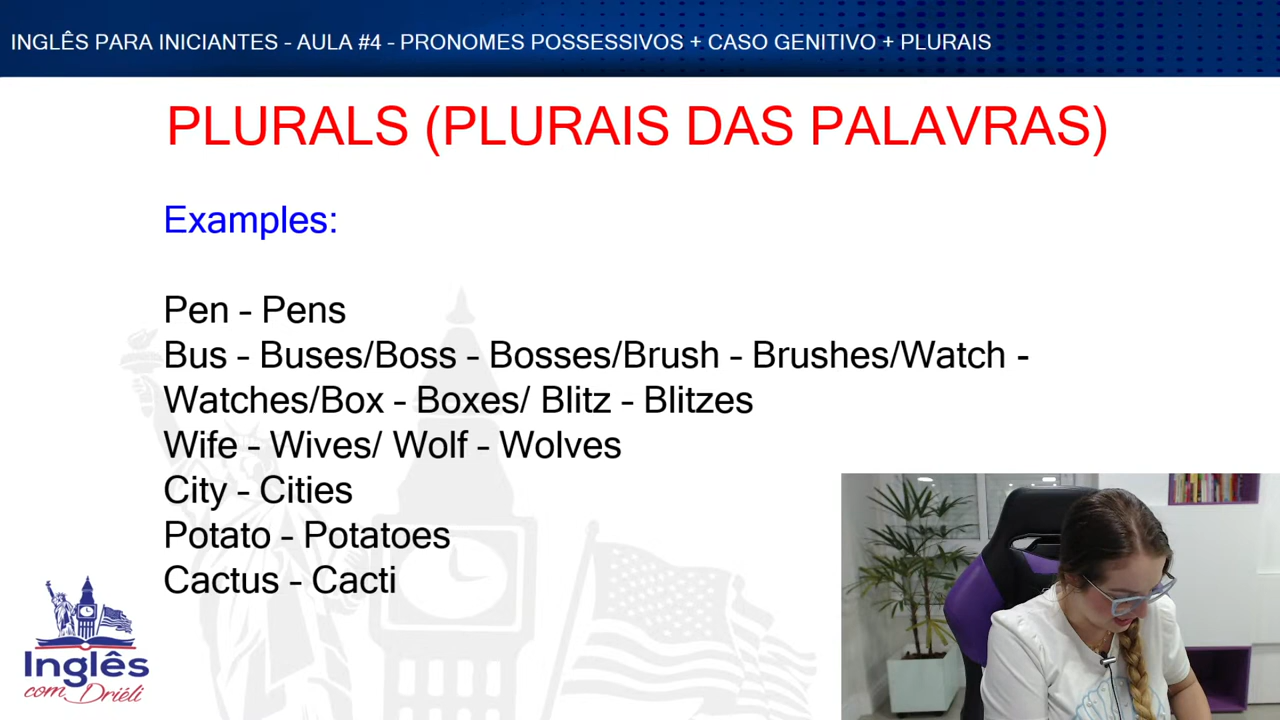 INGLÊS PARA INICIANTES - AULA #4 - PRONOMES POSSESSIVOS + CASO GENITIVO + PLURAIS
PLURALS (PLURAIS DAS PALAVRAS)
Examples:
Pen - Pens
Bus - Buses/Boss - Bosses/Brush - Brushes/Watch -
Watches/Box - Boxes/ Blitz - Blitzes
Wife - Wives/ Wolf - Wolves
City - Cities
Potato - Potatoes
Cactus - Cacti
Inglês
com Driéli